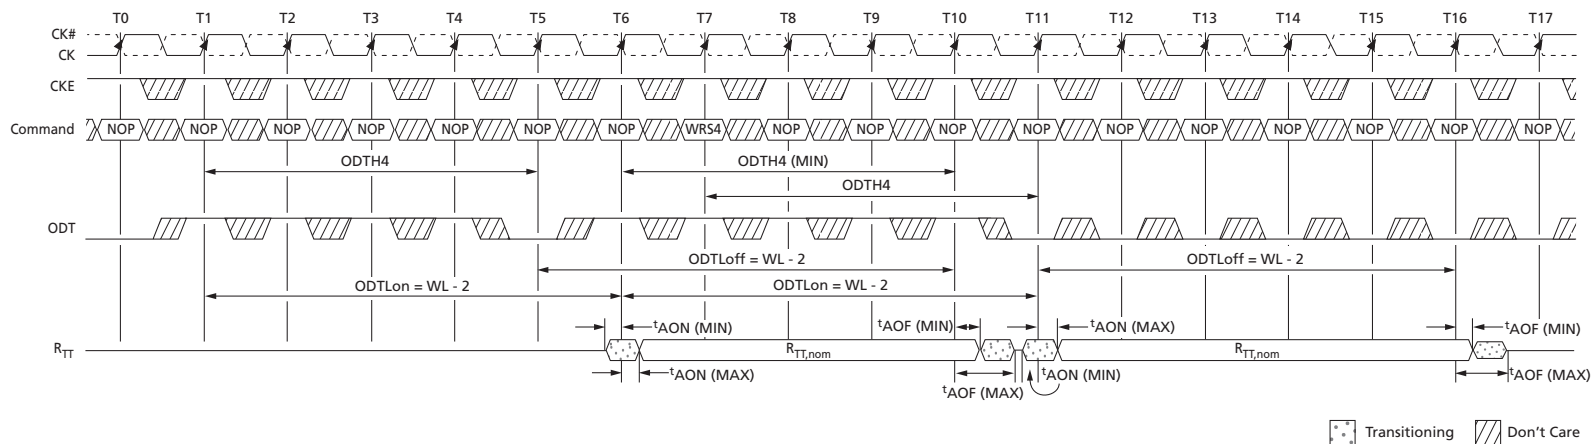 T0 T1 T2 T3 T4 T5 T6 T7 T8 T9 T10 T11 T12 T13 T14 T15 T16 T17
CK#
CK
CKE
Command NOP NOP NOP NOP NOP NOP NOP WRS4 NOP NOP NOP NOP NOP NOP NOP NOP NOP NOP
ODTH4 ODTH4 (MIN)
ODTH4
ODT
ODTLoff = WL - 2 ODTLoff = WL - 2
ODTLon = WL - 2 ODTLon = WL - 2
tAON (MIN) tAOF (MIN) tAON (MAX) tAOF (MIN)
RTT RTT,nom RTT,nom
tAON (MAX) tAON (MIN) tAOF (MAX)
tAOF (MAX)
Transitioning Don't Care